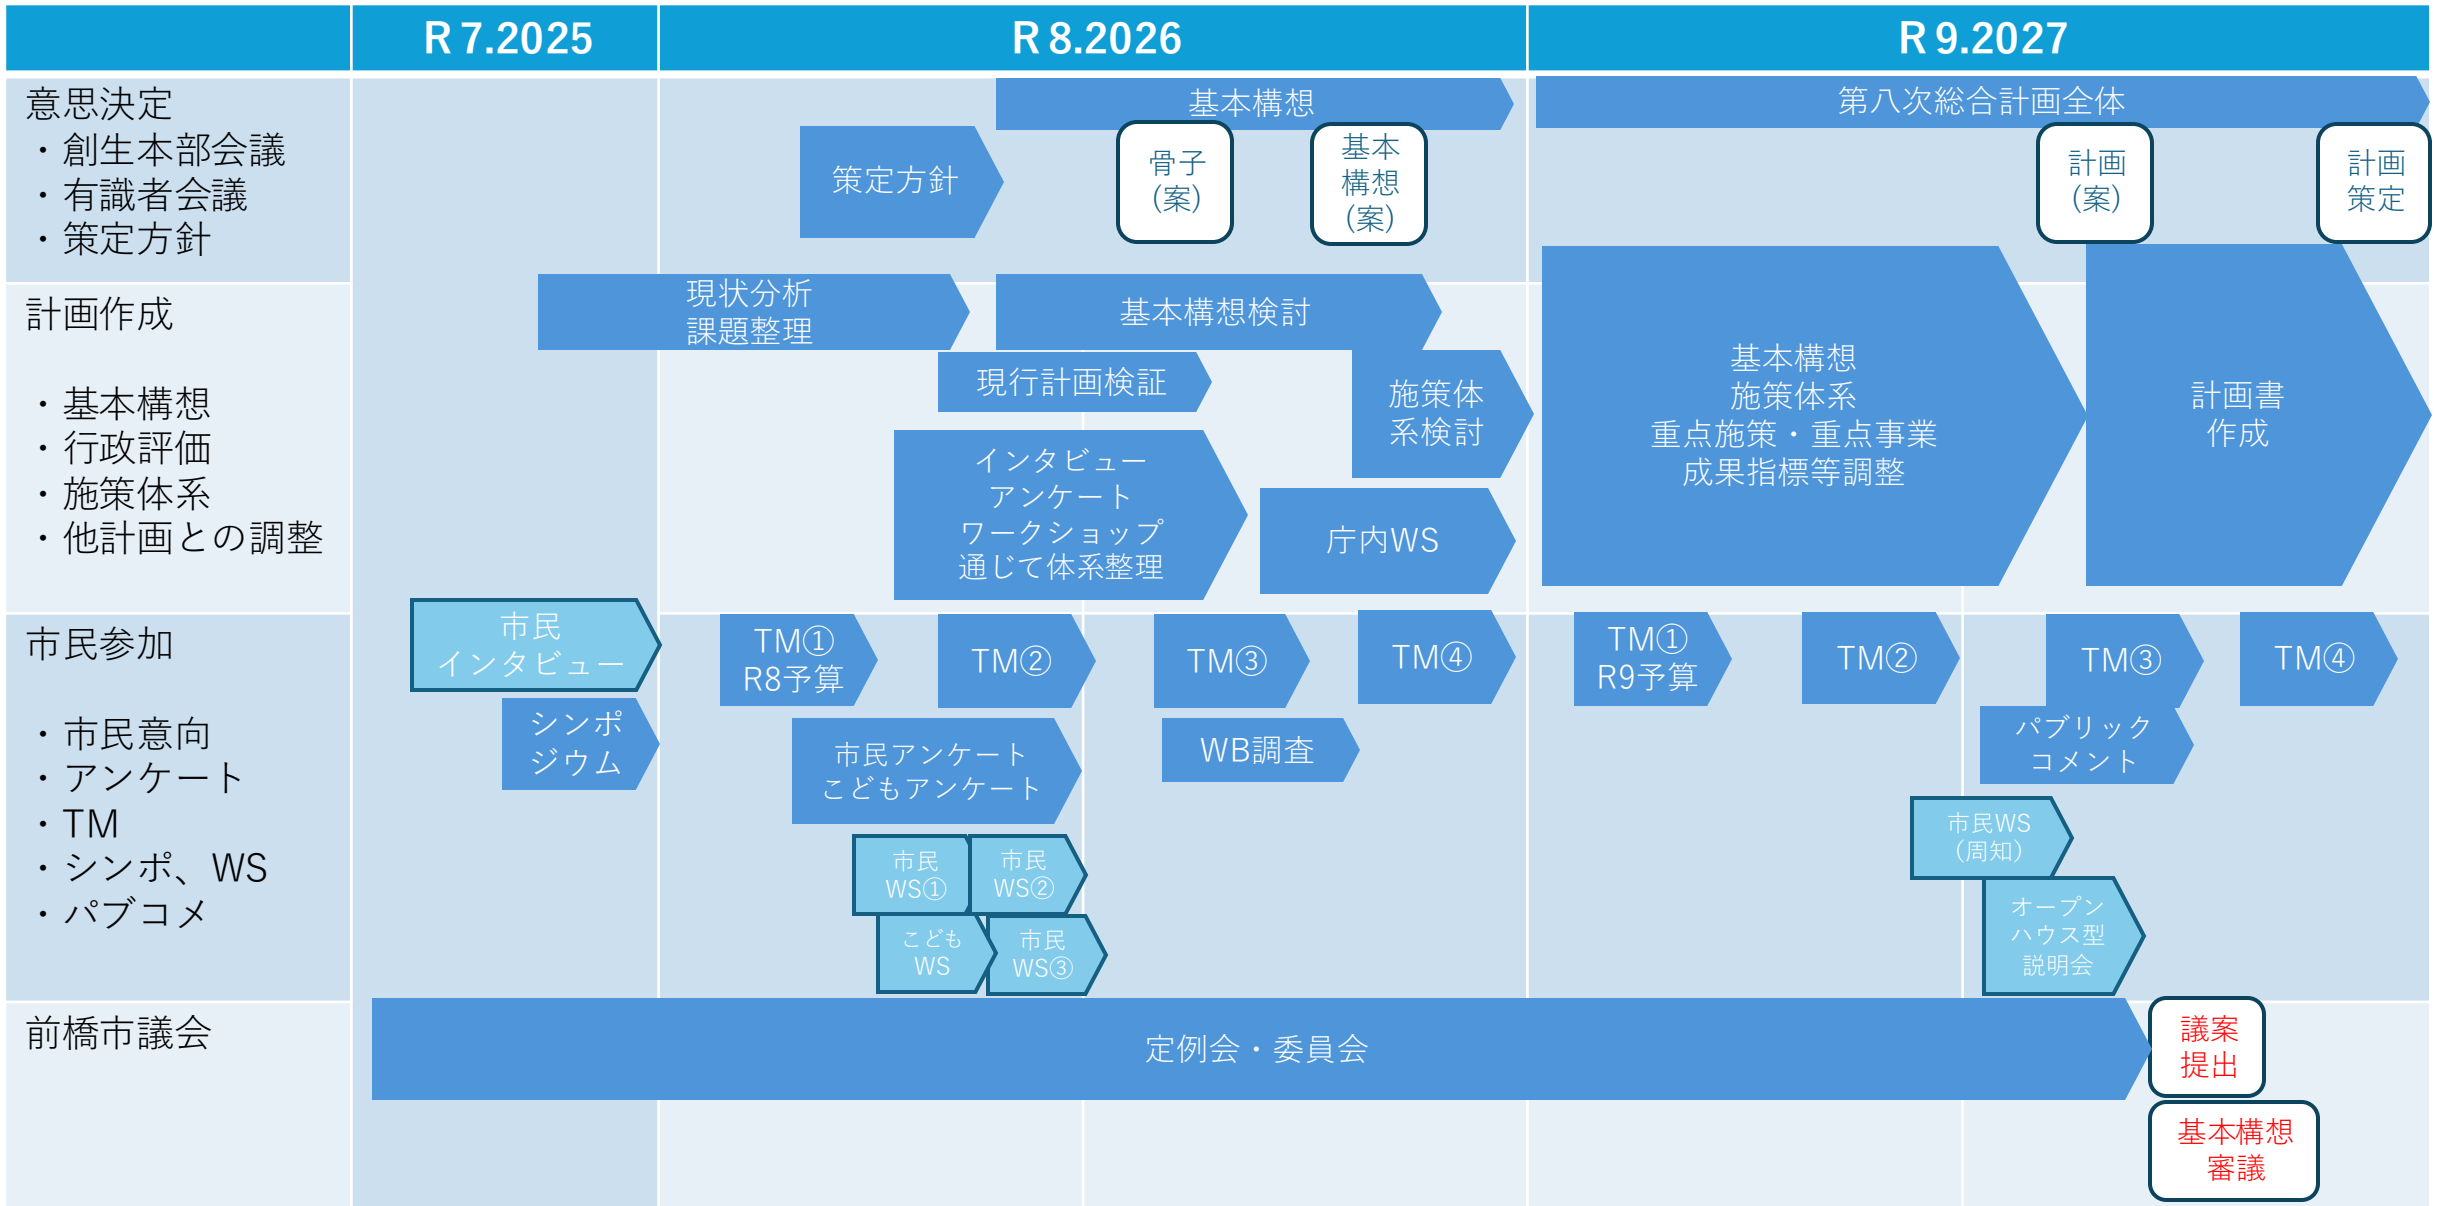 R 7.2025
R 8.2026
R 9.2027
意思決定
・創生本部会議
・有識者会議
・策定方針
基本構想
第八次総合計画全体
策定方針
骨子
(案)
基本
構想
(案)
計画
(案)
計画
策定
計画作成
・基本構想
・行政評価
・施策体系
・他計画との調整
現状分析
課題整理
基本構想検討
現行計画検証
施策体
系検討
インタビュー
アンケート
ワークショップ
通じて体系整理
庁内WS
基本構想
施策体系
重点施策・重点事業
成果指標等調整
計画書
作成
市民参加
・市民意向
・アンケート
・TM
・シンポ、WS
・パブコメ
市民
インタビュー
シンポ
ジウム
TM①
R8予算
TM②
TM③
TM④
TM①
R9予算
TM②
TM③
TM④
市民アンケート
こどもアンケート
WB調査
パブリック
コメント
市民
WS①
市民
WS②
こども
WS
市民
WS③
市民WS
（周知）
オープン
ハウス型
説明会
前橋市議会
定例会・委員会
議案
提出
基本構想
審議